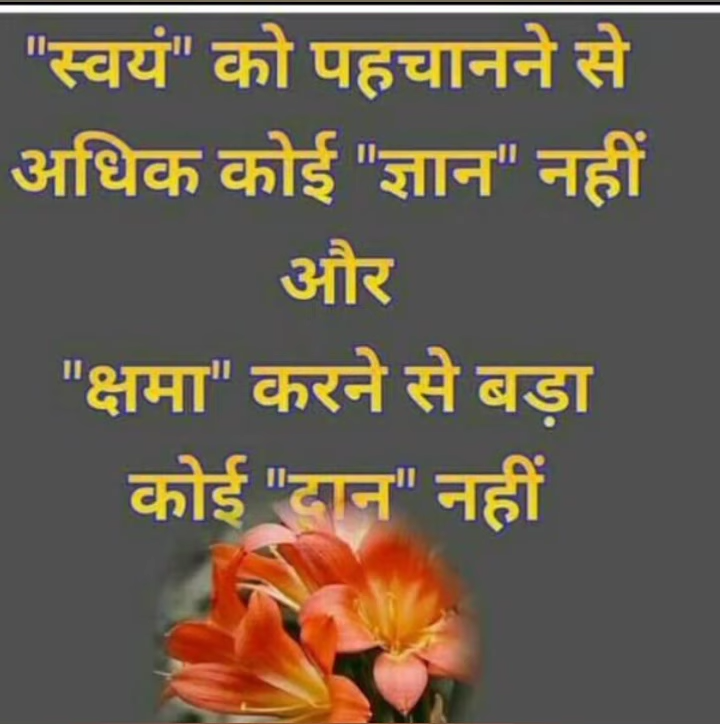 "स्वयं" को पहचानने से
अधिक कोई "ज्ञान" नहीं
और
"क्षमा" करने से बड़ा
कोई "दान" नहीं